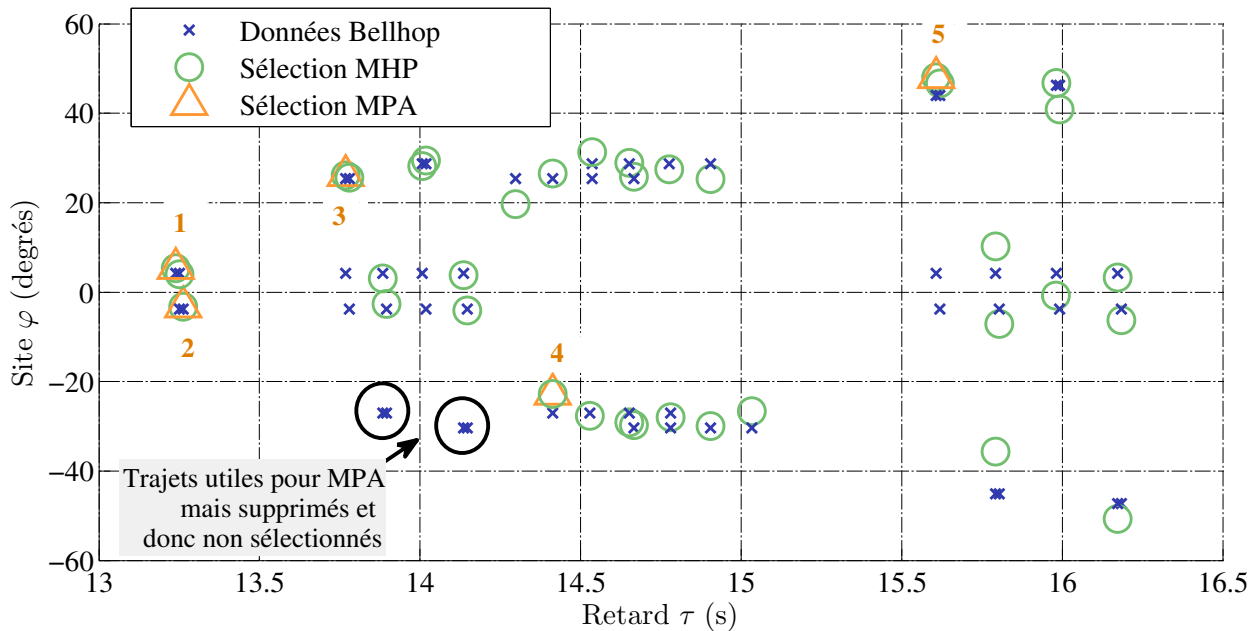 Données Bellhop
Sélection MHP
Sélection MPA
60
40
20
0
−20
−40
−60
Site φ (degrés)
1
2
3
4
5
Trajets utiles pour MPA
mais supprimés et
donc non sélectionnés
13
13.5
14
14.5
15
15.5
16
16.5
Retard τ (s)